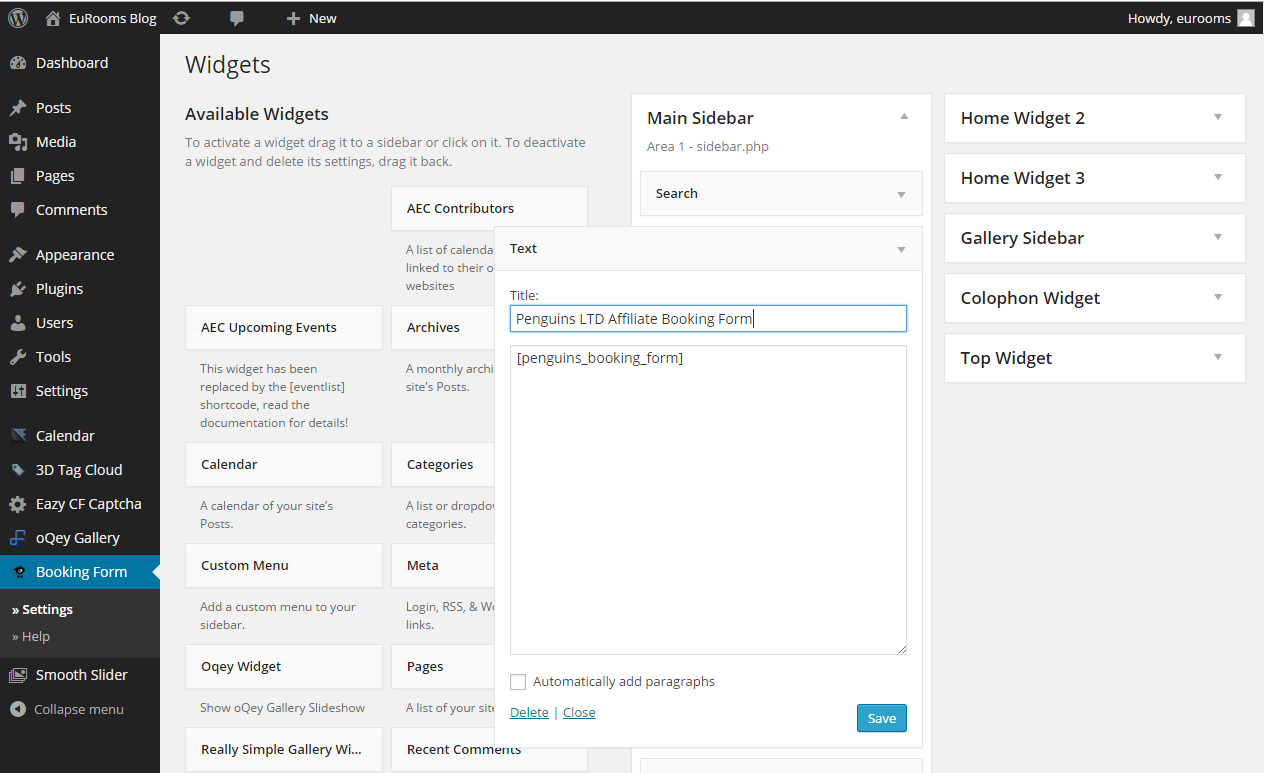 EuRooms Blog
New
Howdy, eurooms
Dashboard
Posts
Media
Pages
Comments
Appearance
Plugins
Users
Tools
Settings
Calendar
3D Tag Cloud
Eazy CF Captcha
oQey Gallery
Booking Form
» Settings
» Help
Smooth Slider
Collapse menu
Widgets
Available Widgets
To activate a widget drag it to a sidebar or click on it. To deactivate
a widget and delete its settings, drag it back.
AEC Contributors
A list of calenda
linked to their o
websites
AEC Upcoming Events
This widget has been
replaced by the [eventlist]
shortcode, read the
documentation for details!
Archives
A monthly archi
site's Posts.
Calendar
A calendar of your site's
Posts.
Categories
A list or dropdov
categories.
Custom Menu
Add a custom menu to your
sidebar.
Meta
Login, RSS, & We
links.
Oqey Widget
Show oQey Gallery Slideshow
Pages
A list of your site
Really Simple Gallery Wi...
Recent Comments
Main Sidebar
Area 1 - sidebar.php
Search
Text
Title:
Penguins LTD Affiliate Booking Form
[penguins_booking_form]
Automatically add paragraphs
Delete | Close
Save
Home Widget 2
Home Widget 3
Gallery Sidebar
Colophon Widget
Top Widget